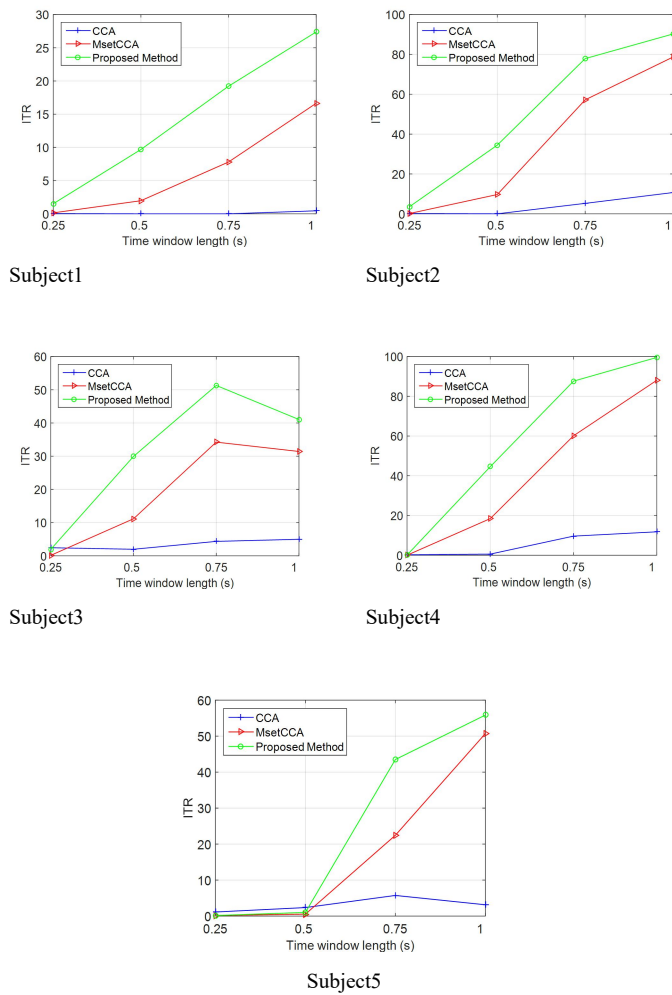 30
25
20
15
10
5
0
ITR
CCA
MsetCCA
Proposed Method
0.25 0.5 0.75 1
Time window length (s)
Subject1
100
80
60
40
20
0
ITR
CCA
MsetCCA
Proposed Method
0.25 0.5 0.75 1
Time window length (s)
Subject2
60
50
40
30
20
10
0
ITR
CCA
MsetCCA
Proposed Method
0.25 0.5 0.75 1
Time window length (s)
Subject3
100
80
60
40
20
0
ITR
CCA
MsetCCA
Proposed Method
0.25 0.5 0.75 1
Time window length (s)
Subject4
60
50
40
30
20
10
0
ITR
CCA
MsetCCA
Proposed Method
0.25 0.5 0.75 1
Time window length (s)
Subject5